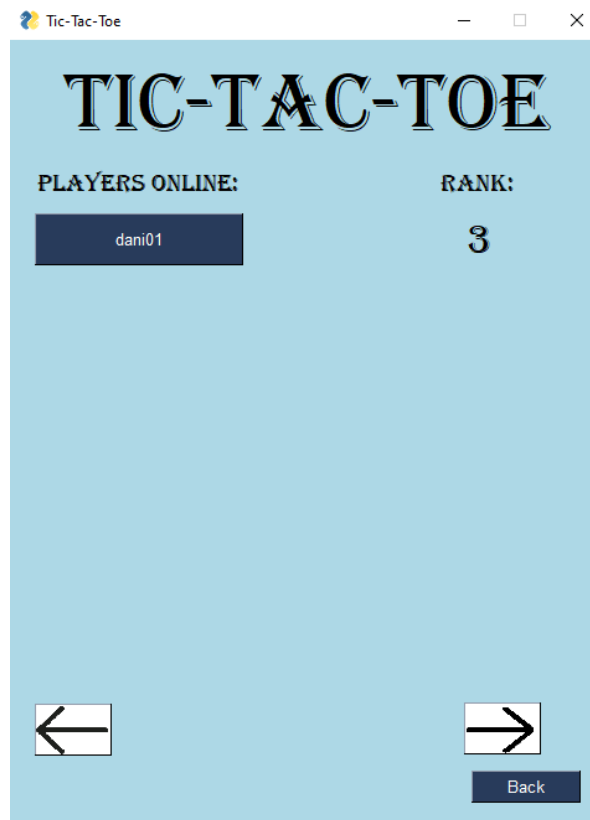 Tic-Tac-Toe
TIC-TAC-TOE
PLAYERS ONLINE: RANK:
dani01 3
Back